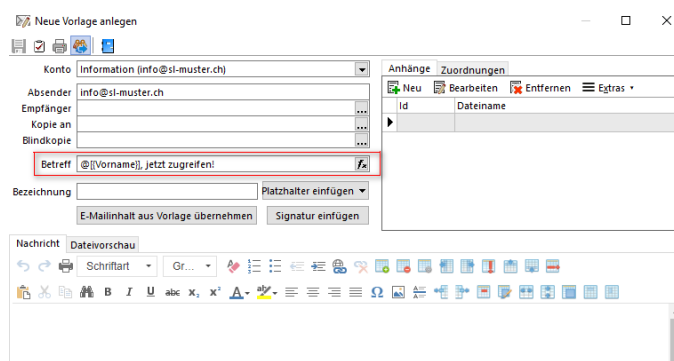 Neue Vorlage anlegen
Konto Information (info@sl-muster.ch)
Absender info@sl-muster.ch
Empfänger ...
Kopie an ...
Blindkopie ...
Betreff @[[Vorname]], jetzt zugreifen! fx
Bezeichnung Platzhalter einfügen
E-Mailinhalt aus Vorlage übernehmen Signatur einfügen
Anhänge Zuordnungen
Neu Bearbeiten Entfernen Extras
Id Dateiname
Nachricht Dateivorschau
Schriftart Gr...
B I U abc X₂ X² A aby Ω